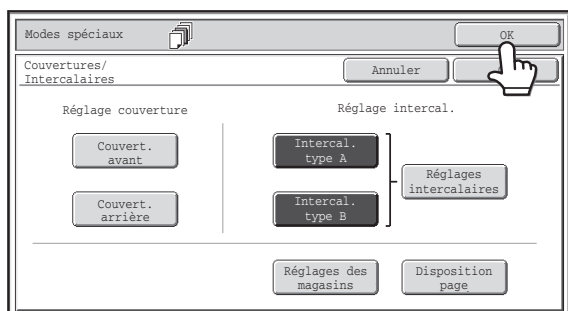 Modes spéciaux
OK
Couvertures/
Intercalaires
Annuler
Réglage couverture
Réglage intercal.
Couvert.
avant
Intercal.
type A
Réglages
intercalaires
Couvert.
arrière
Intercal.
type B
Réglages des
magasins
Disposition
page